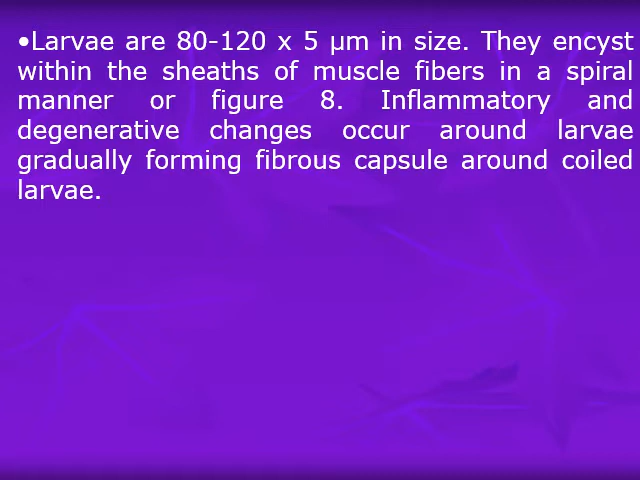 •Larvae are 80-120 x 5 µm in size. They encyst
within the sheaths of muscle fibers in a spiral
manner or figure 8. Inflammatory and
degenerative changes occur around larvae
gradually forming fibrous capsule around coiled
larvae.